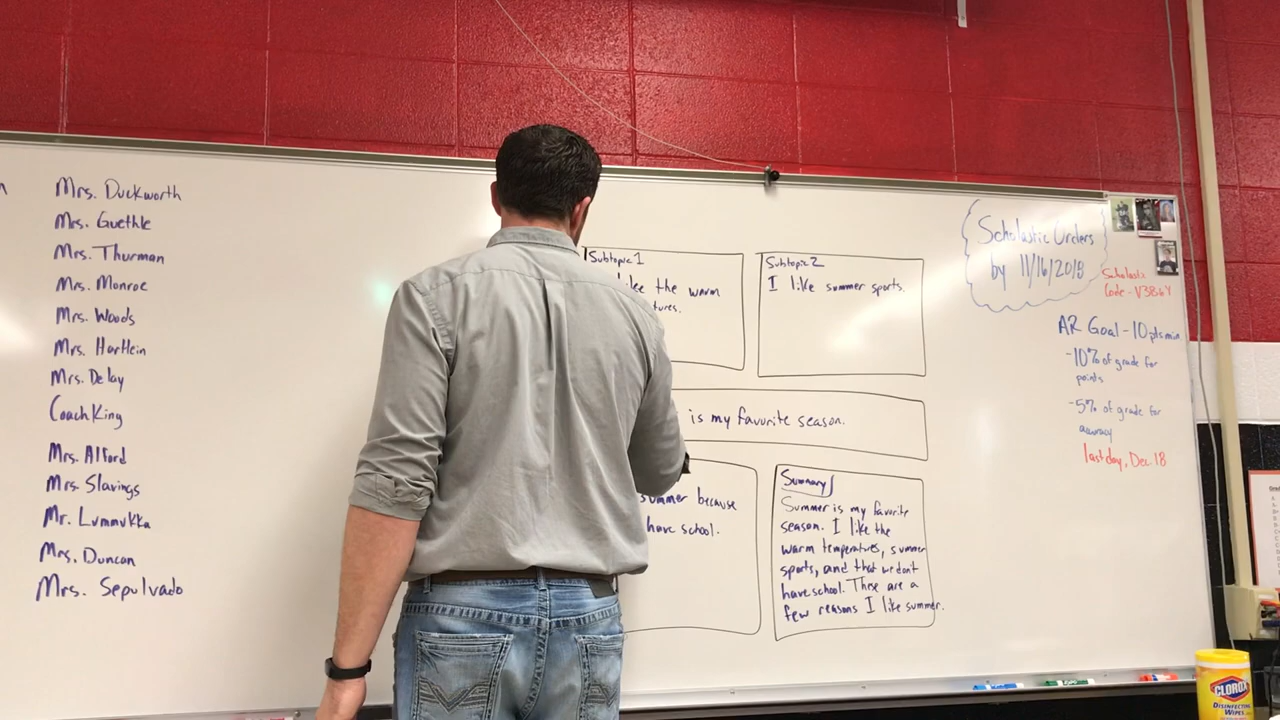 Mrs. Duckworth
Mrs. Guethle
Mrs. Thurman
Mrs. Monroe
Mrs. Woods
Mrs. Hartlein
Mrs. Delay
Coach King
Mrs. Alford
Mrs. Slavings
Mr. Lummukka
Mrs. Duncan
Mrs. Sepulvado
Subtopic 1
the warm
Subtopic 2
I like summer sports.
is my favorite season.
summer because
have school.
Summary
Summer is my favorite
season. I like the
warm temperatures, summer
sports, and that we don't
have school. These are a
few reasons I like summer.
Scholastic Orders
by 11/16/2018
Scholastic
Code -
AR Goal - 10 pts min
-10% of grade for
points
-5% of grade for
accuracy
last day, Dec. 18
CLOROX
DISINFECTING
WIPES